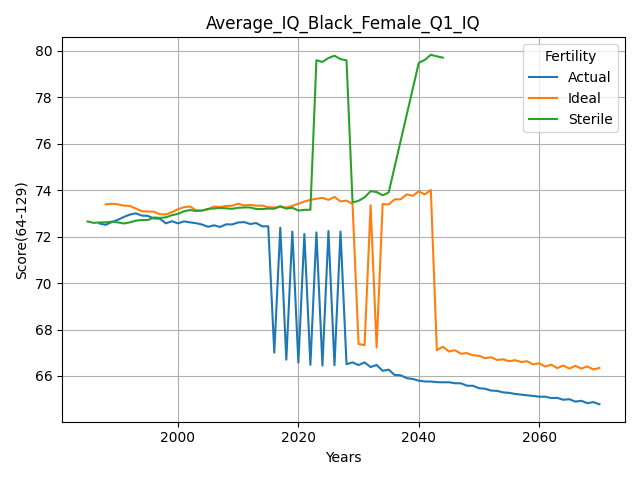 Average_IQ_Black_Female_Q1_IQ
Score(64-129)
80
78
76
74
72
70
68
66
2000
2020
2040
2060
Years
Fertility
Actual
Ideal
Sterile